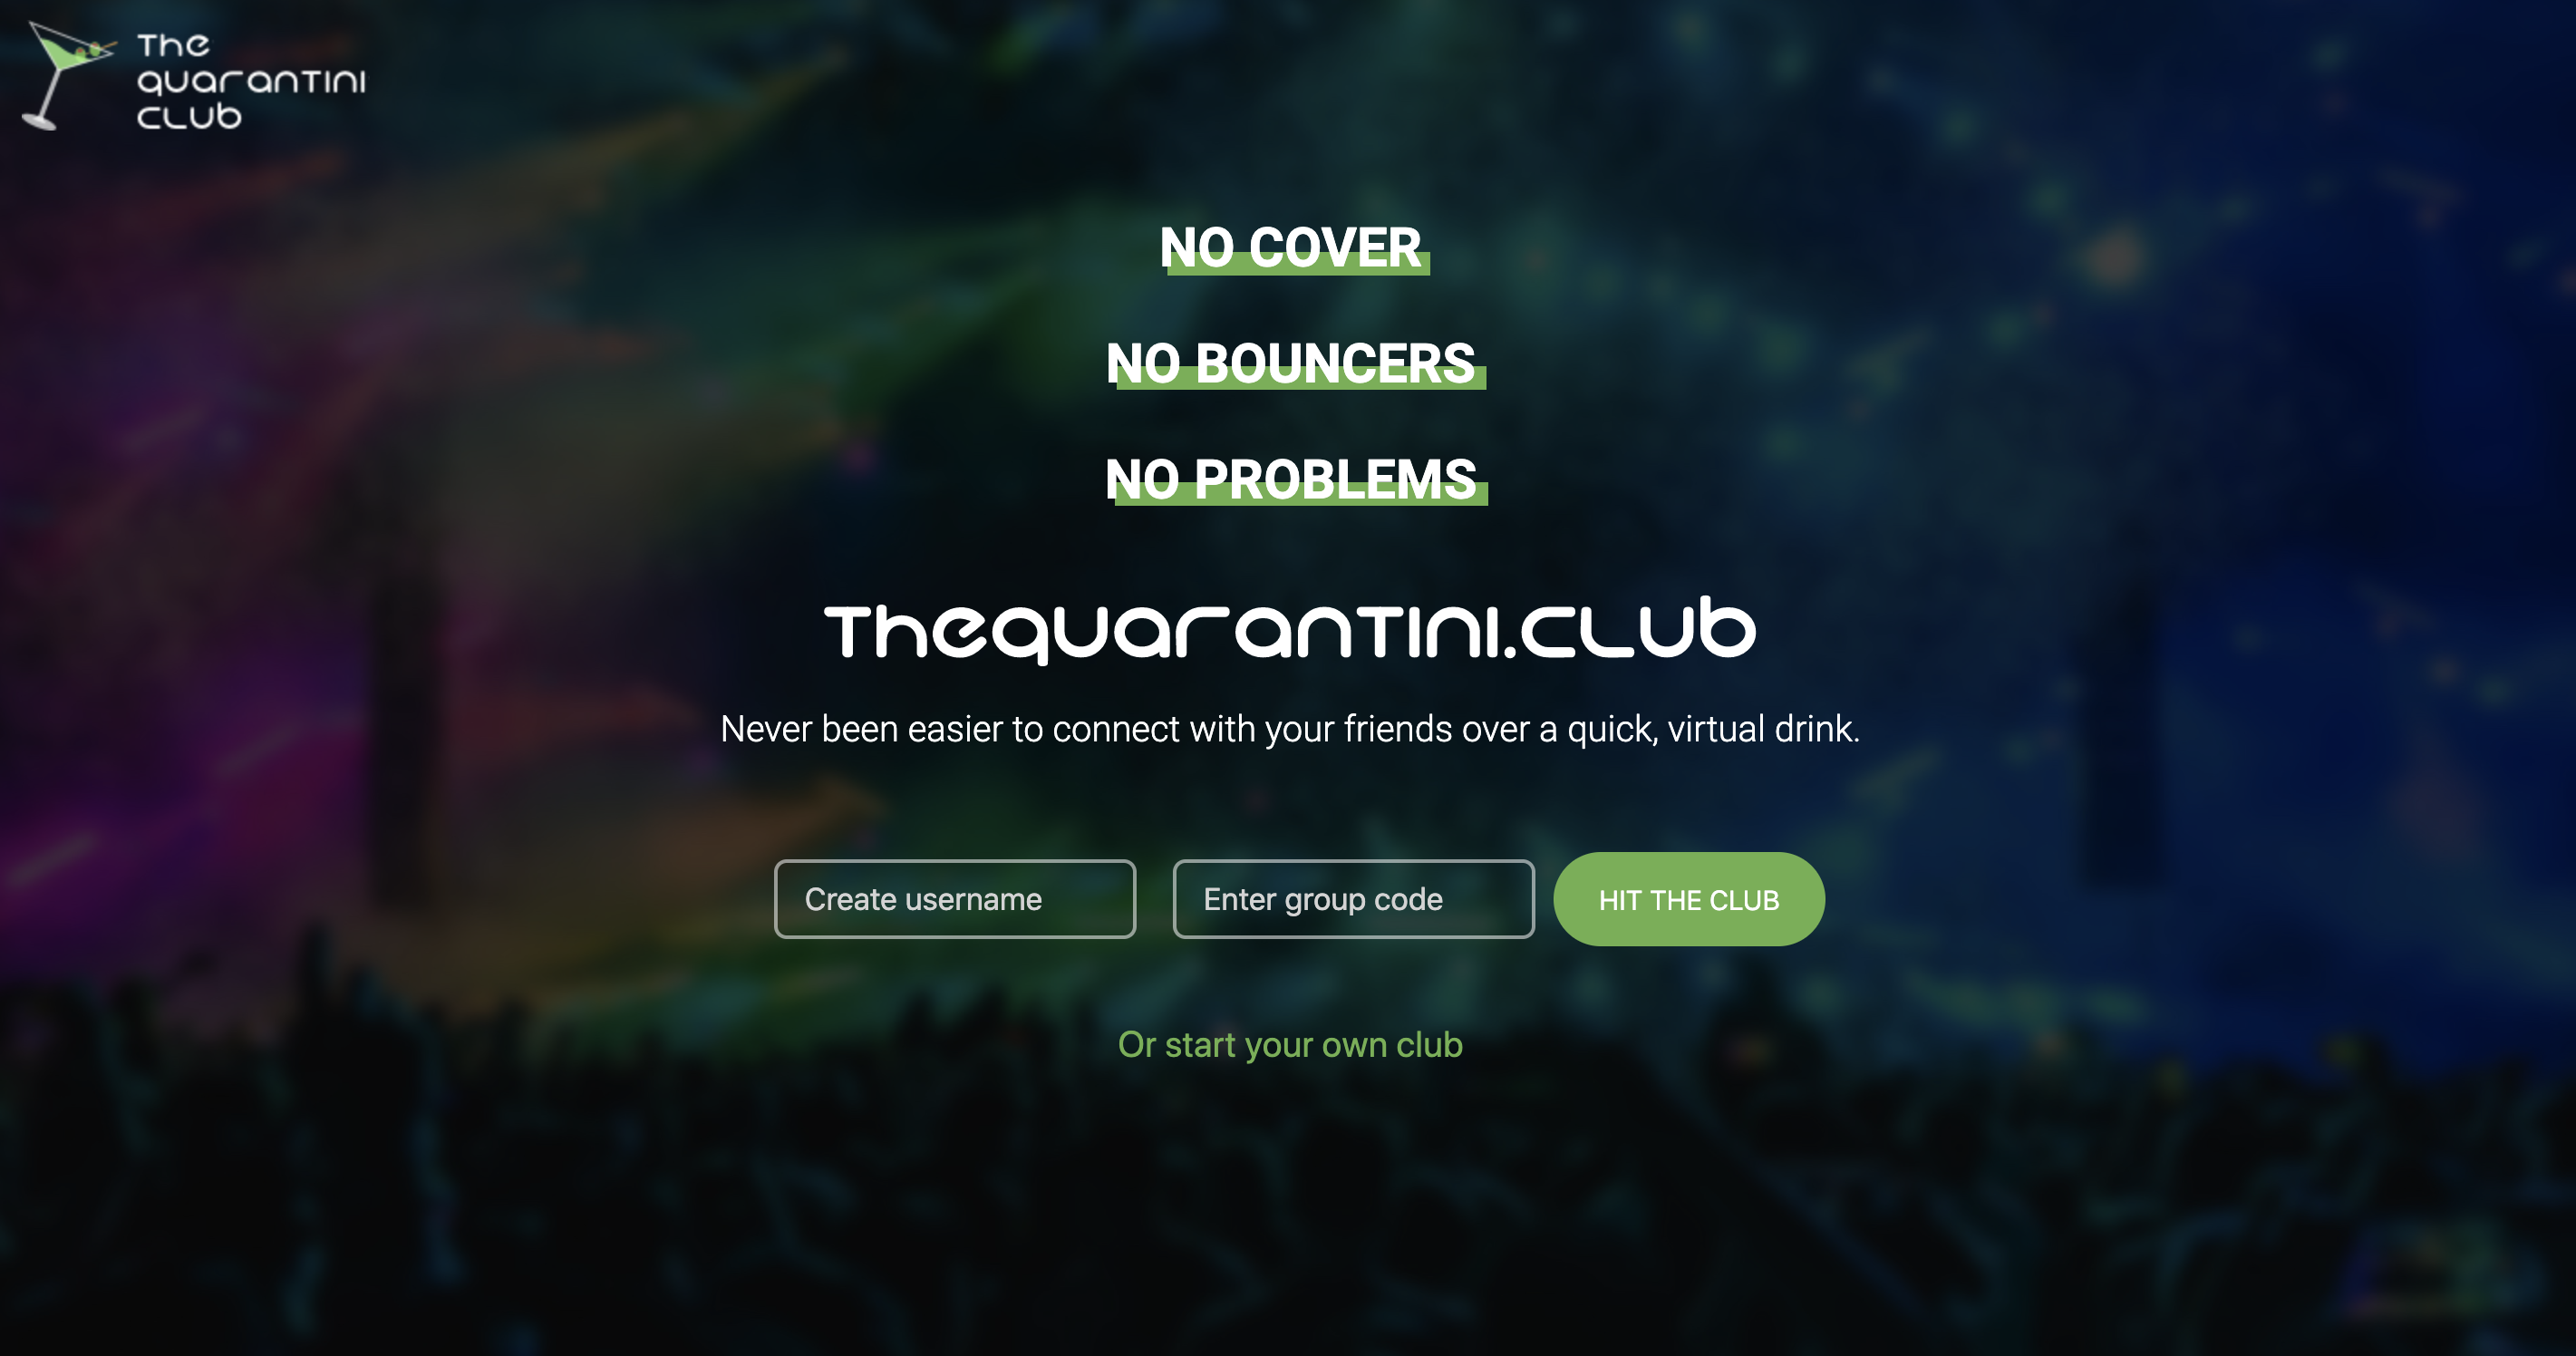 The
quarantini
club
NO COVER
NO BOUNCERS
NO PROBLEMS
Thequarantini.club
Never been easier to connect with your friends over a quick, virtual drink.
Create username
Enter group code
HIT THE CLUB
Or start your own club